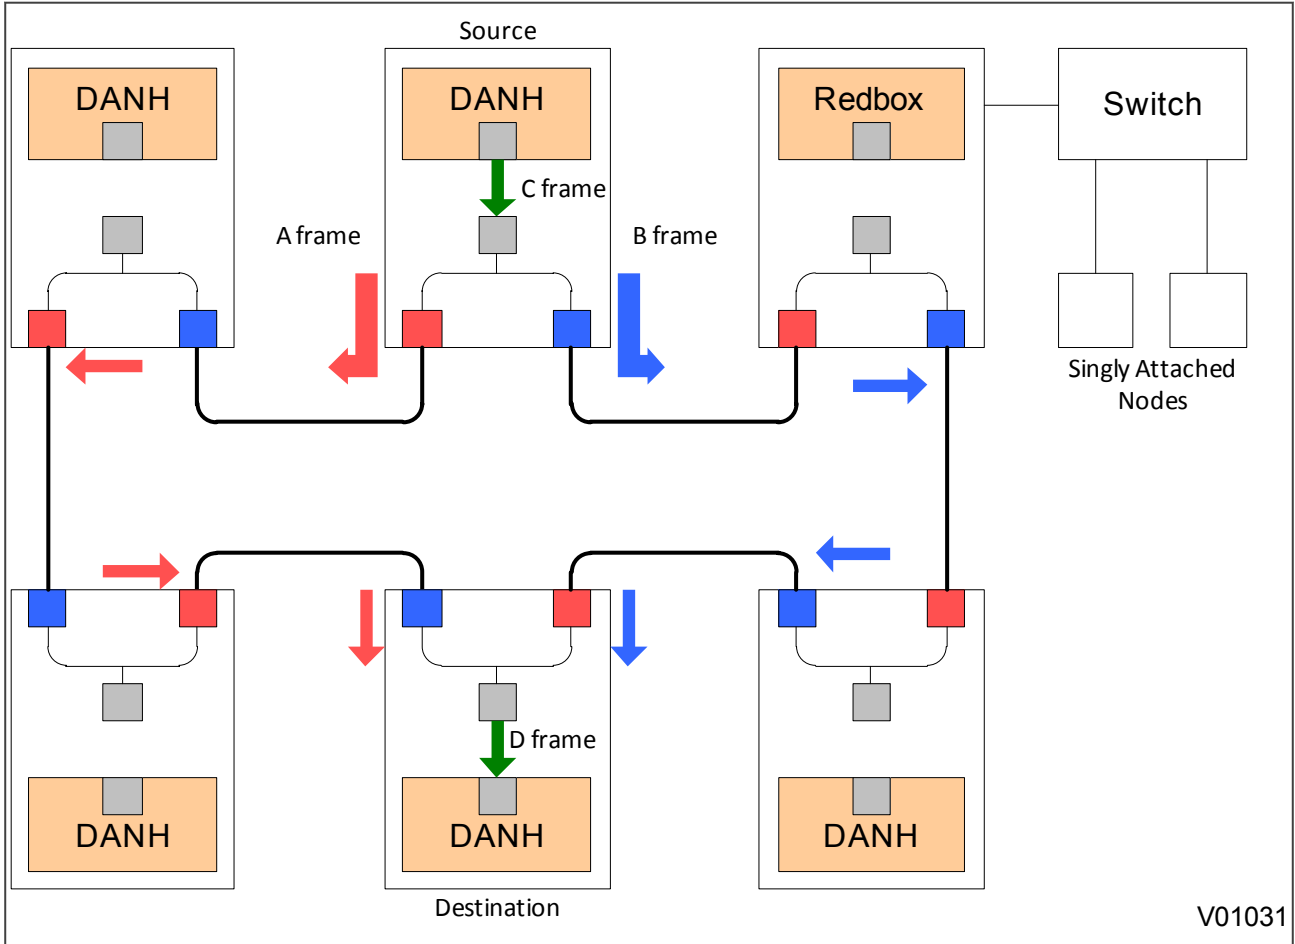 Source
DANH
DANH
Redbox
Switch
C frame
A frame
B frame
Singly Attached
Nodes
D frame
DANH
DANH
DANH
Destination
V01031